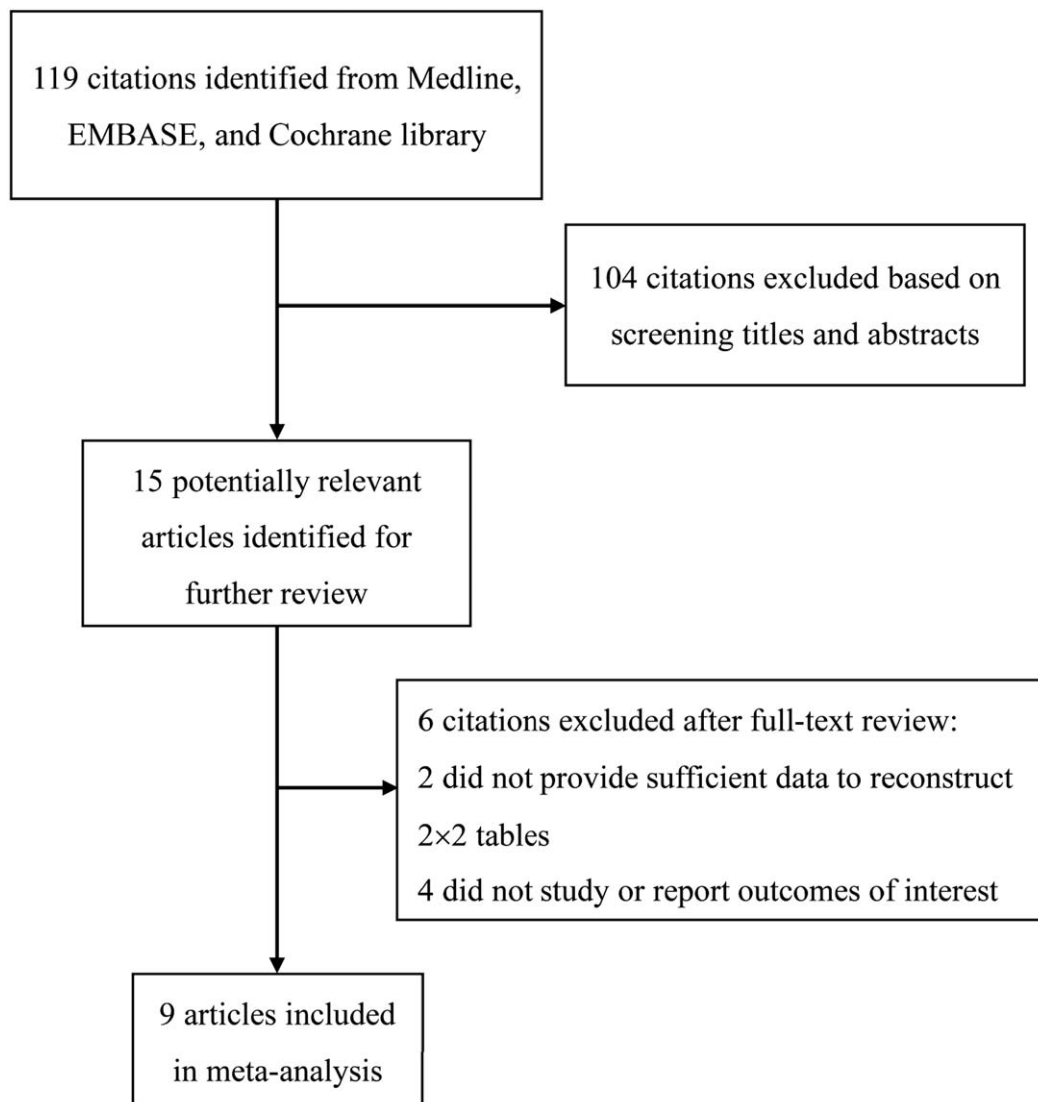 119 citations identified from Medline,
EMBASE, and Cochrane library
104 citations excluded based on
screening titles and abstracts
15 potentially relevant
articles identified for
further review
6 citations excluded after full-text review:
2 did not provide sufficient data to reconstruct
2×2 tables
4 did not study or report outcomes of interest
9 articles included
in meta-analysis